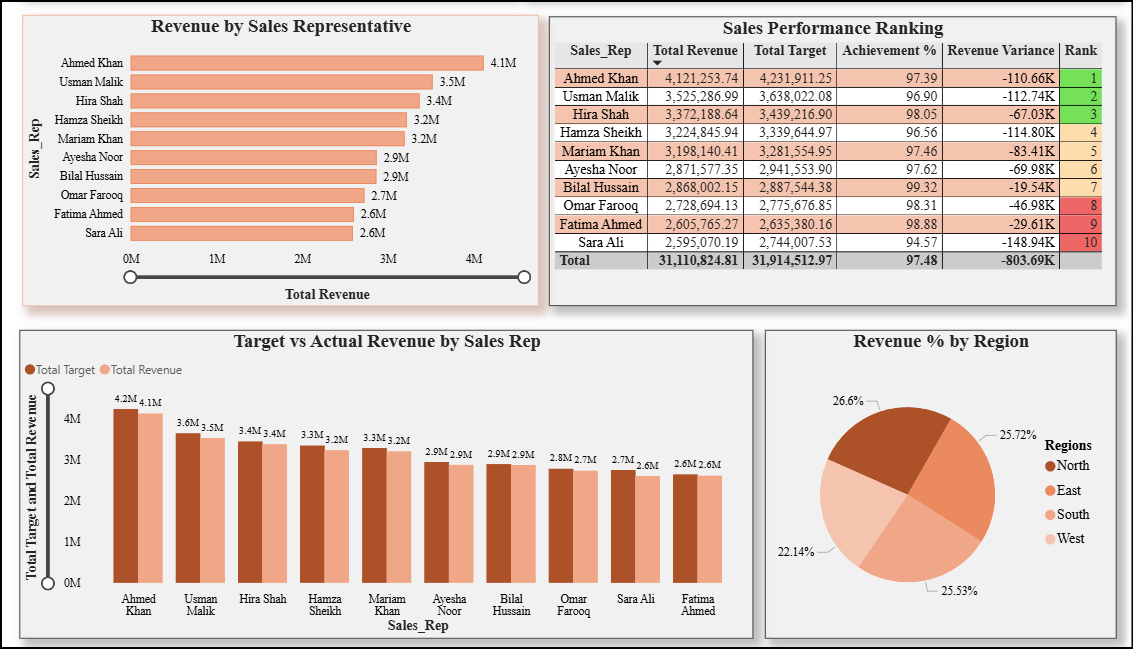 Revenue by Sales Representative
Sales_Rep
Ahmed Khan 4.1M
Usman Malik 3.5M
Hira Shah 3.4M
Hamza Sheikh 3.2M
Mariam Khan 3.2M
Ayesha Noor 2.9M
Bilal Hussain 2.9M
Omar Farooq 2.7M
Fatima Ahmed 2.6M
Sara Ali 2.6M
0M 1M 2M 3M 4M
Total Revenue
Sales Performance Ranking
Sales_Rep Total Revenue Total Target Achievement % Revenue Variance Rank
Ahmed Khan 4,121,253.74 4,231,911.25 97.39 -110.66K 1
Usman Malik 3,525,286.99 3,638,022.08 96.90 -112.74K 2
Hira Shah 3,372,188.64 3,439,216.90 98.05 -67.03K 3
Hamza Sheikh 3,224,845.94 3,339,644.97 96.56 -114.80K 4
Mariam Khan 3,198,140.41 3,281,554.95 97.46 -83.41K 5
Ayesha Noor 2,871,577.35 2,941,553.90 97.62 -69.98K 6
Bilal Hussain 2,868,002.15 2,887,544.38 99.32 -19.54K 7
Omar Farooq 2,728,694.13 2,775,676.85 98.31 -46.98K 8
Fatima Ahmed 2,605,765.27 2,635,380.16 98.88 -29.61K 9
Sara Ali 2,595,070.19 2,744,007.53 94.57 -148.94K 10
Total 31,110,824.81 31,914,512.97 97.48 -803.69K
Target vs Actual Revenue by Sales Rep
Total Target Total Revenue
Total Target and Total Revenue
4M
3M
2M
1M
0M
4.2M 4.1M 3.6M 3.5M 3.4M 3.4M 3.3M 3.2M 3.3M 3.2M 2.9M 2.9M 2.9M 2.9M 2.8M 2.7M 2.7M 2.6M 2.6M 2.6M
Ahmed Usman Hira Shah Hamza Mariam Ayesha Bilal Omar Sara Ali Fatima
Khan Malik Sheikh Khan Noor Hussain Farooq Ahmed
Sales_Rep
Revenue % by Region
26.6%
25.72%
22.14%
25.53%
Regions
North
East
South
West